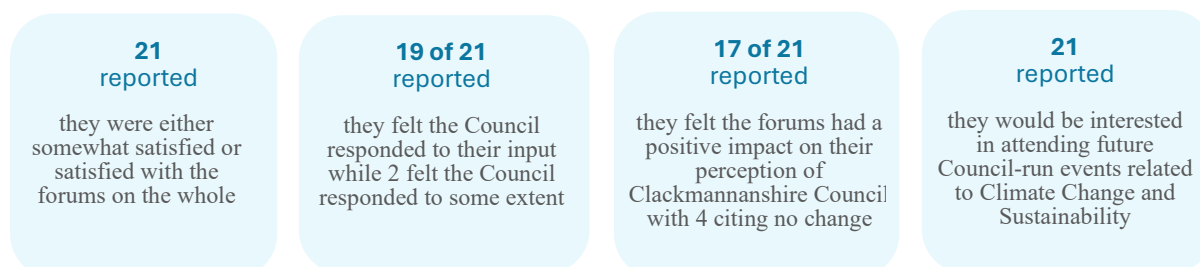 21
reported
they were either
somewhat satisfied or
satisfied with the
forums on the whole
19 of 21
reported
they felt the Council
responded to their input
while 2 felt the Council
responded to some extent
17 of 21
reported
they felt the forums had a
positive impact on their
perception of
Clackmannanshire Council
with 4 citing no change
21
reported
they would be interested
in attending future
Council-run events related
to Climate Change and
Sustainability